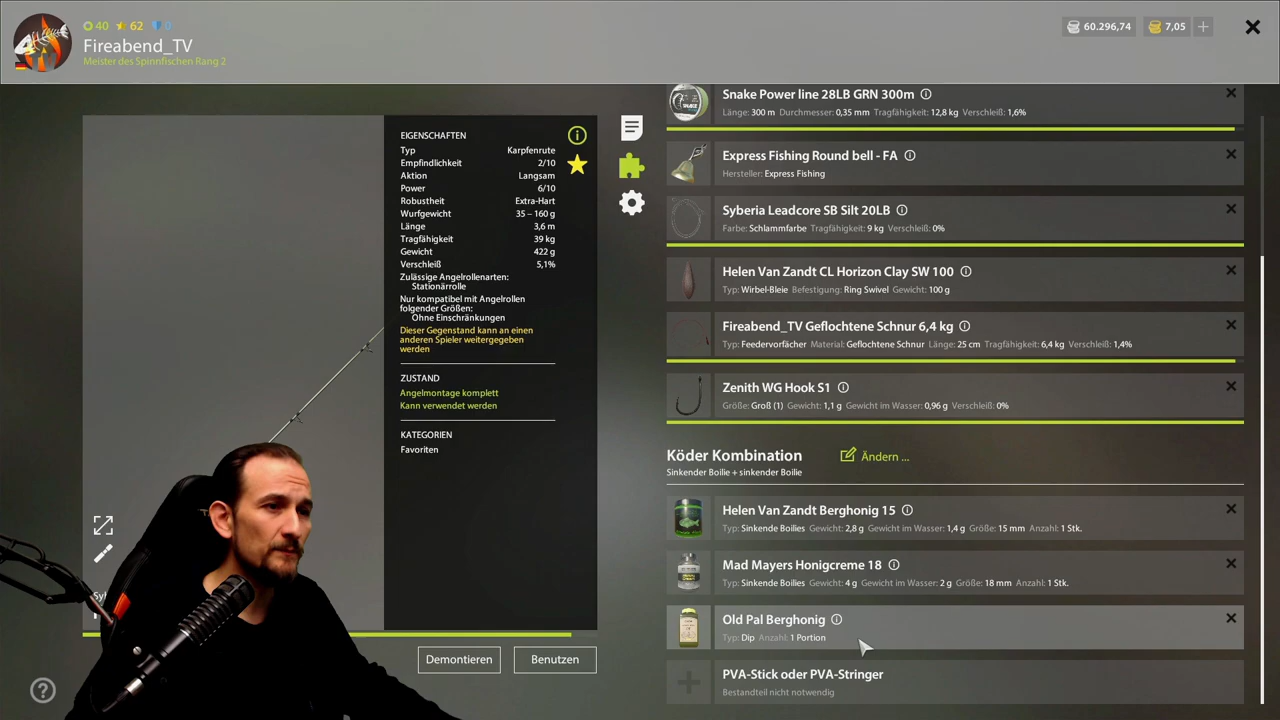 40 62 0
Fireabend_TV
Meister des Spinnfischen Rang 2
60.296,74
7,05
EIGENSCHAFTEN
Typ Karpfenrute
Empfindlichkeit 2/10
Aktion Langsam
Power 6/10
Robustheit Extra-Hart
Wurfgewicht 35 – 160 g
Länge 3,6 m
Tragfähigkeit 39 kg
Gewicht 422 g
Verschleiß 5,1%
Zulässige Angelrollenarten:
Stationärrolle
Nur kompatibel mit Angelrollen
folgender Größen:
Ohne Einschränkungen
Dieser Gegenstand kann an einen
anderen Spieler weitergegeben
werden
ZUSTAND
Angelmontage komplett
Kann verwendet werden
KATEGORIEN
Favoriten
Demontieren
Benutzen
Snake Power line 28LB GRN 300m
Länge: 300 m Durchmesser: 0,35 mm Tragfähigkeit: 12,8 kg Verschleiß: 1,6%
Express Fishing Round bell - FA
Hersteller: Express Fishing
Syberia Leadcore SB Silt 20LB
Farbe: Schlammfarbe Tragfähigkeit: 9 kg Verschleiß: 0%
Helen Van Zandt CL Horizon Clay SW 100
Typ: Wirbel-Bleie Befestigung: Ring Swivel Gewicht: 100 g
Fireabend_TV Geflochtene Schnur 6,4 kg
Typ: Feedervorfächer Material: Geflochtene Schnur Länge: 25 cm Tragfähigkeit: 6,4 kg Verschleiß: 1,4%
Zenith WG Hook S1
Größe: Groß (1) Gewicht: 1,1 g Gewicht im Wasser: 0,96 g Verschleiß: 0%
Köder Kombination
Ändern ...
Sinkender Boilie + sinkender Boilie
Helen Van Zandt Berghonig 15
Typ: Sinkende Boilies Gewicht: 2,8 g Gewicht im Wasser: 1,4 g Größe: 15 mm Anzahl: 1 Stk.
Mad Mayers Honigcreme 18
Typ: Sinkende Boilies Gewicht: 4 g Gewicht im Wasser: 2 g Größe: 18 mm Anzahl: 1 Stk.
Old Pal Berghonig
Typ: Dip Anzahl: 1 Portion
PVA-Stick oder PVA-Stringer
Bestandteil nicht notwendig